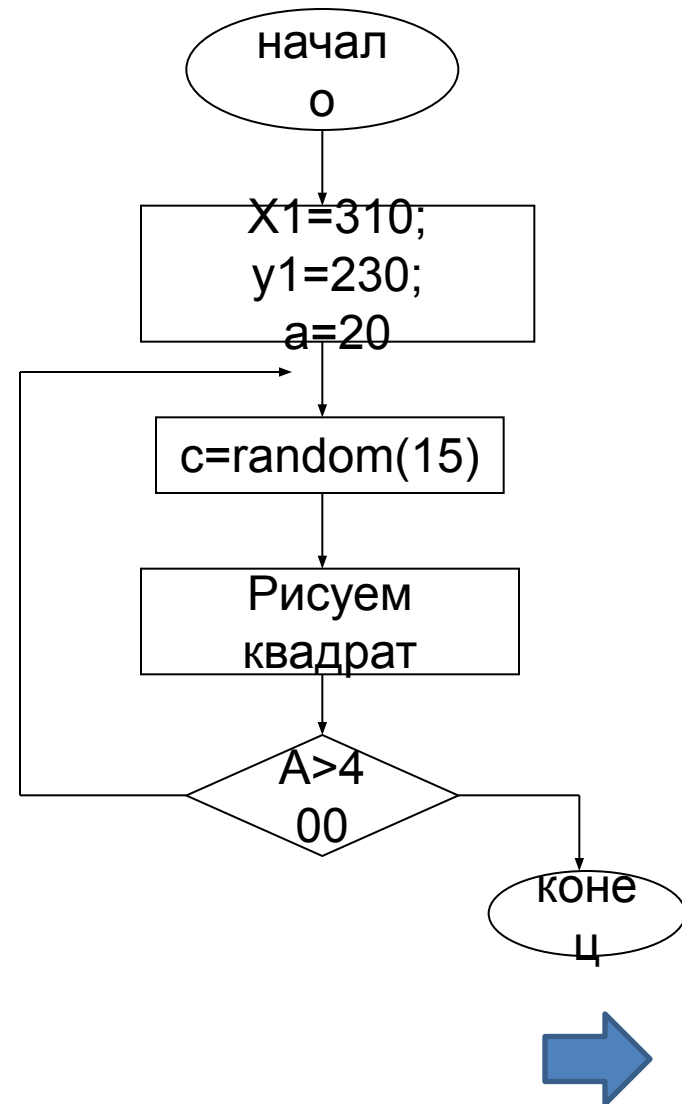 начал
о
X1=310;
y1=230;
a=20
c=random(15)
Рисуем
квадрат
A>4
00
коне
ц